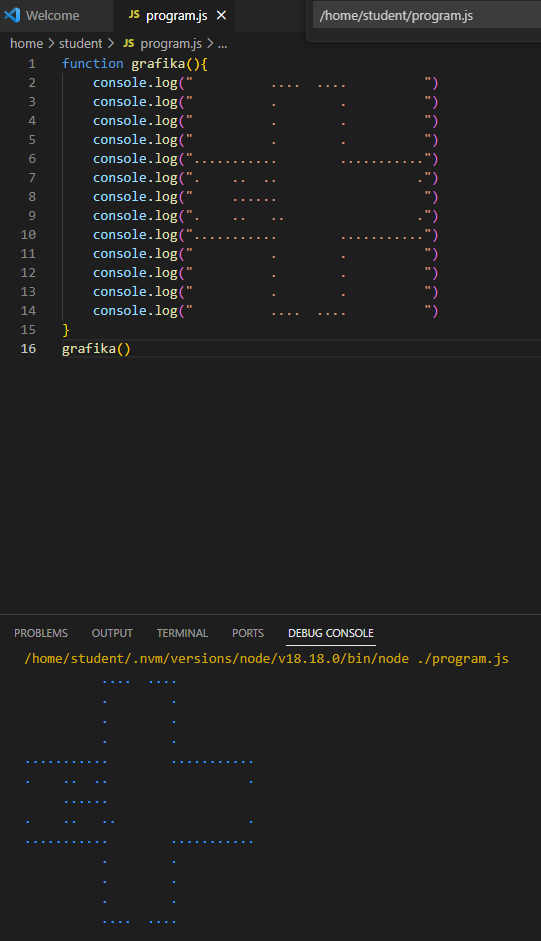 Welcome
JS program.js ×
/home/student/program.js
home > student > JS program.js > ...
1 function grafika(){
2     console.log("          ....  ....          ")
3     console.log("          .        .          ")
4     console.log("          .        .          ")
5     console.log("          .        .          ")
6     console.log("...........        ...........")
7     console.log(".    ..  ..                  .")
8     console.log("     ......                   ")
9     console.log(".    ..   ..                 .")
10     console.log("...........        ...........")
11     console.log("          .        .          ")
12     console.log("          .        .          ")
13     console.log("          .        .          ")
14     console.log("          ....  ....          ")
15 }
16 grafika()
PROBLEMS OUTPUT TERMINAL PORTS DEBUG CONSOLE
/home/student/.nvm/versions/node/v18.18.0/bin/node ./program.js
          ....  ....
          .        .
          .        .
          .        .
...........        ...........
.    ..  ..                  .
     ......
.    ..   ..                 .
...........        ...........
          .        .
          .        .
          .        .
          ....  ....